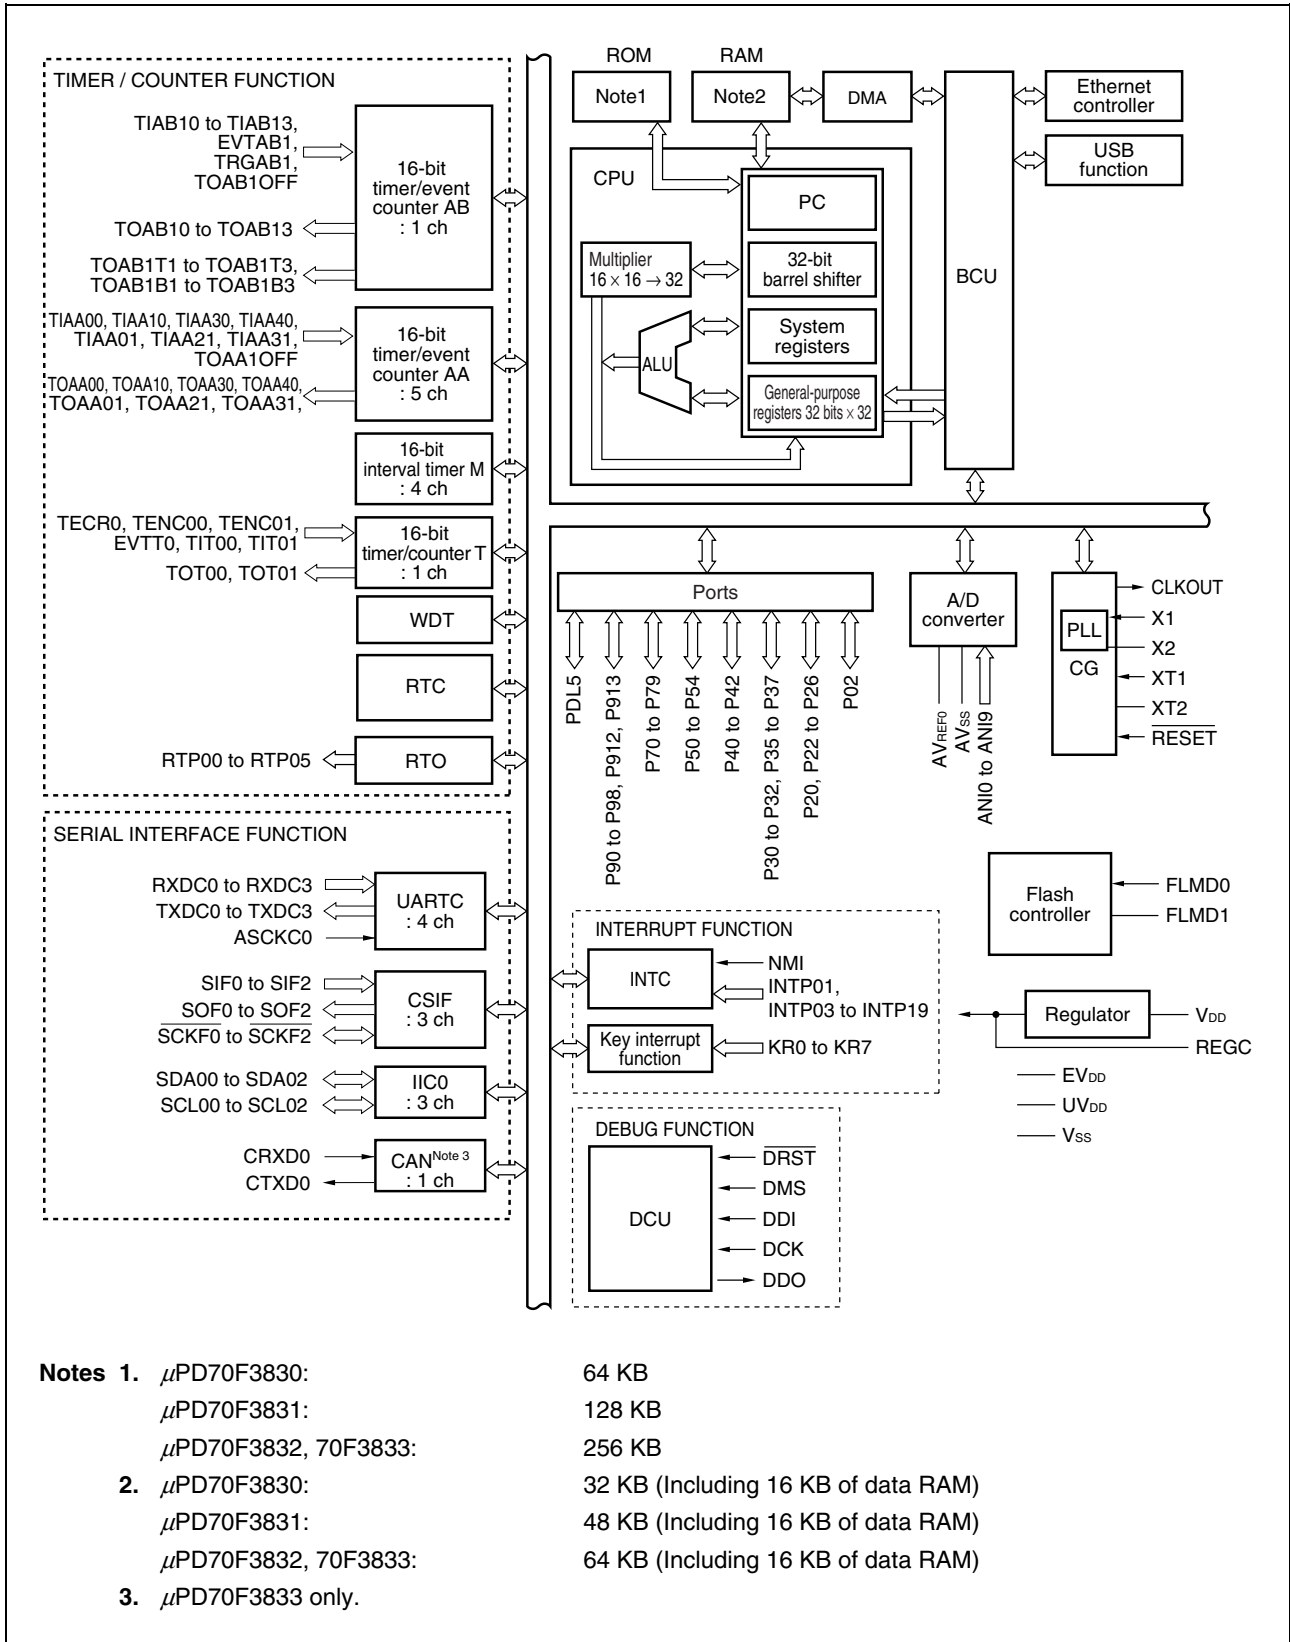 TIMER / COUNTER FUNCTION
TIAB10 to TIAB13,
EVTAB1,
TRGAB1,
TOAB1OFF
TOAB10 to TOAB13
TOAB1T1 to TOAB1T3,
TOAB1B1 to TOAB1B3
16-bit
timer/event
counter AB
: 1 ch
TIAA00, TIAA10, TIAA30, TIAA40,
TIAA01, TIAA21, TIAA31,
TOAA1OFF
TOAA00, TOAA10, TOAA30, TOAA40,
TOAA01, TOAA21, TOAA31,
16-bit
timer/event
counter AA
: 5 ch
16-bit
interval timer M
: 4 ch
TECR0, TENC00, TENC01,
EVTT0, TIT00, TIT01
TOT00, TOT01
16-bit
timer/counter T
: 1 ch
WDT
RTC
RTP00 to RTP05
RTO
SERIAL INTERFACE FUNCTION
RXDC0 to RXDC3
TXDC0 to TXDC3
ASCKC0
UARTC
: 4 ch
SIF0 to SIF2
SOF0 to SOF2
SCKF0 to SCKF2
CSIF
: 3 ch
SDA00 to SDA02
SCL00 to SCL02
IIC0
: 3 ch
CRXD0
CTXD0
CAN Note 3
: 1 ch
ROM
Note1
RAM
Note2
DMA
BCU
Ethernet
controller
USB
function
CPU
PC
Multiplier
16 × 16 → 32
32-bit
barrel shifter
ALU
System
registers
General-purpose
registers 32 bits × 32
Ports
PDL5
P90 to P98, P912, P913
P70 to P79
P50 to P54
P40 to P42
P30 to P32, P35 to P37
P20, P22 to P26
P02
A/D
converter
AVREF0
AVSS
ANI0 to ANI9
PLL
CG
CLKOUT
X1
X2
XT1
XT2
RESET
Flash
controller
FLMD0
FLMD1
INTERRUPT FUNCTION
INTC
NMI
INTP01,
INTP03 to INTP19
Key interrupt
function
KR0 to KR7
Regulator
VDD
REGC
EVDD
UVDD
VSS
DEBUG FUNCTION
DCU
DRST
DMS
DDI
DCK
DDO
Notes 1. μPD70F3830: 64 KB
μPD70F3831: 128 KB
μPD70F3832, 70F3833: 256 KB
2. μPD70F3830: 32 KB (Including 16 KB of data RAM)
μPD70F3831: 48 KB (Including 16 KB of data RAM)
μPD70F3832, 70F3833: 64 KB (Including 16 KB of data RAM)
3. μPD70F3833 only.